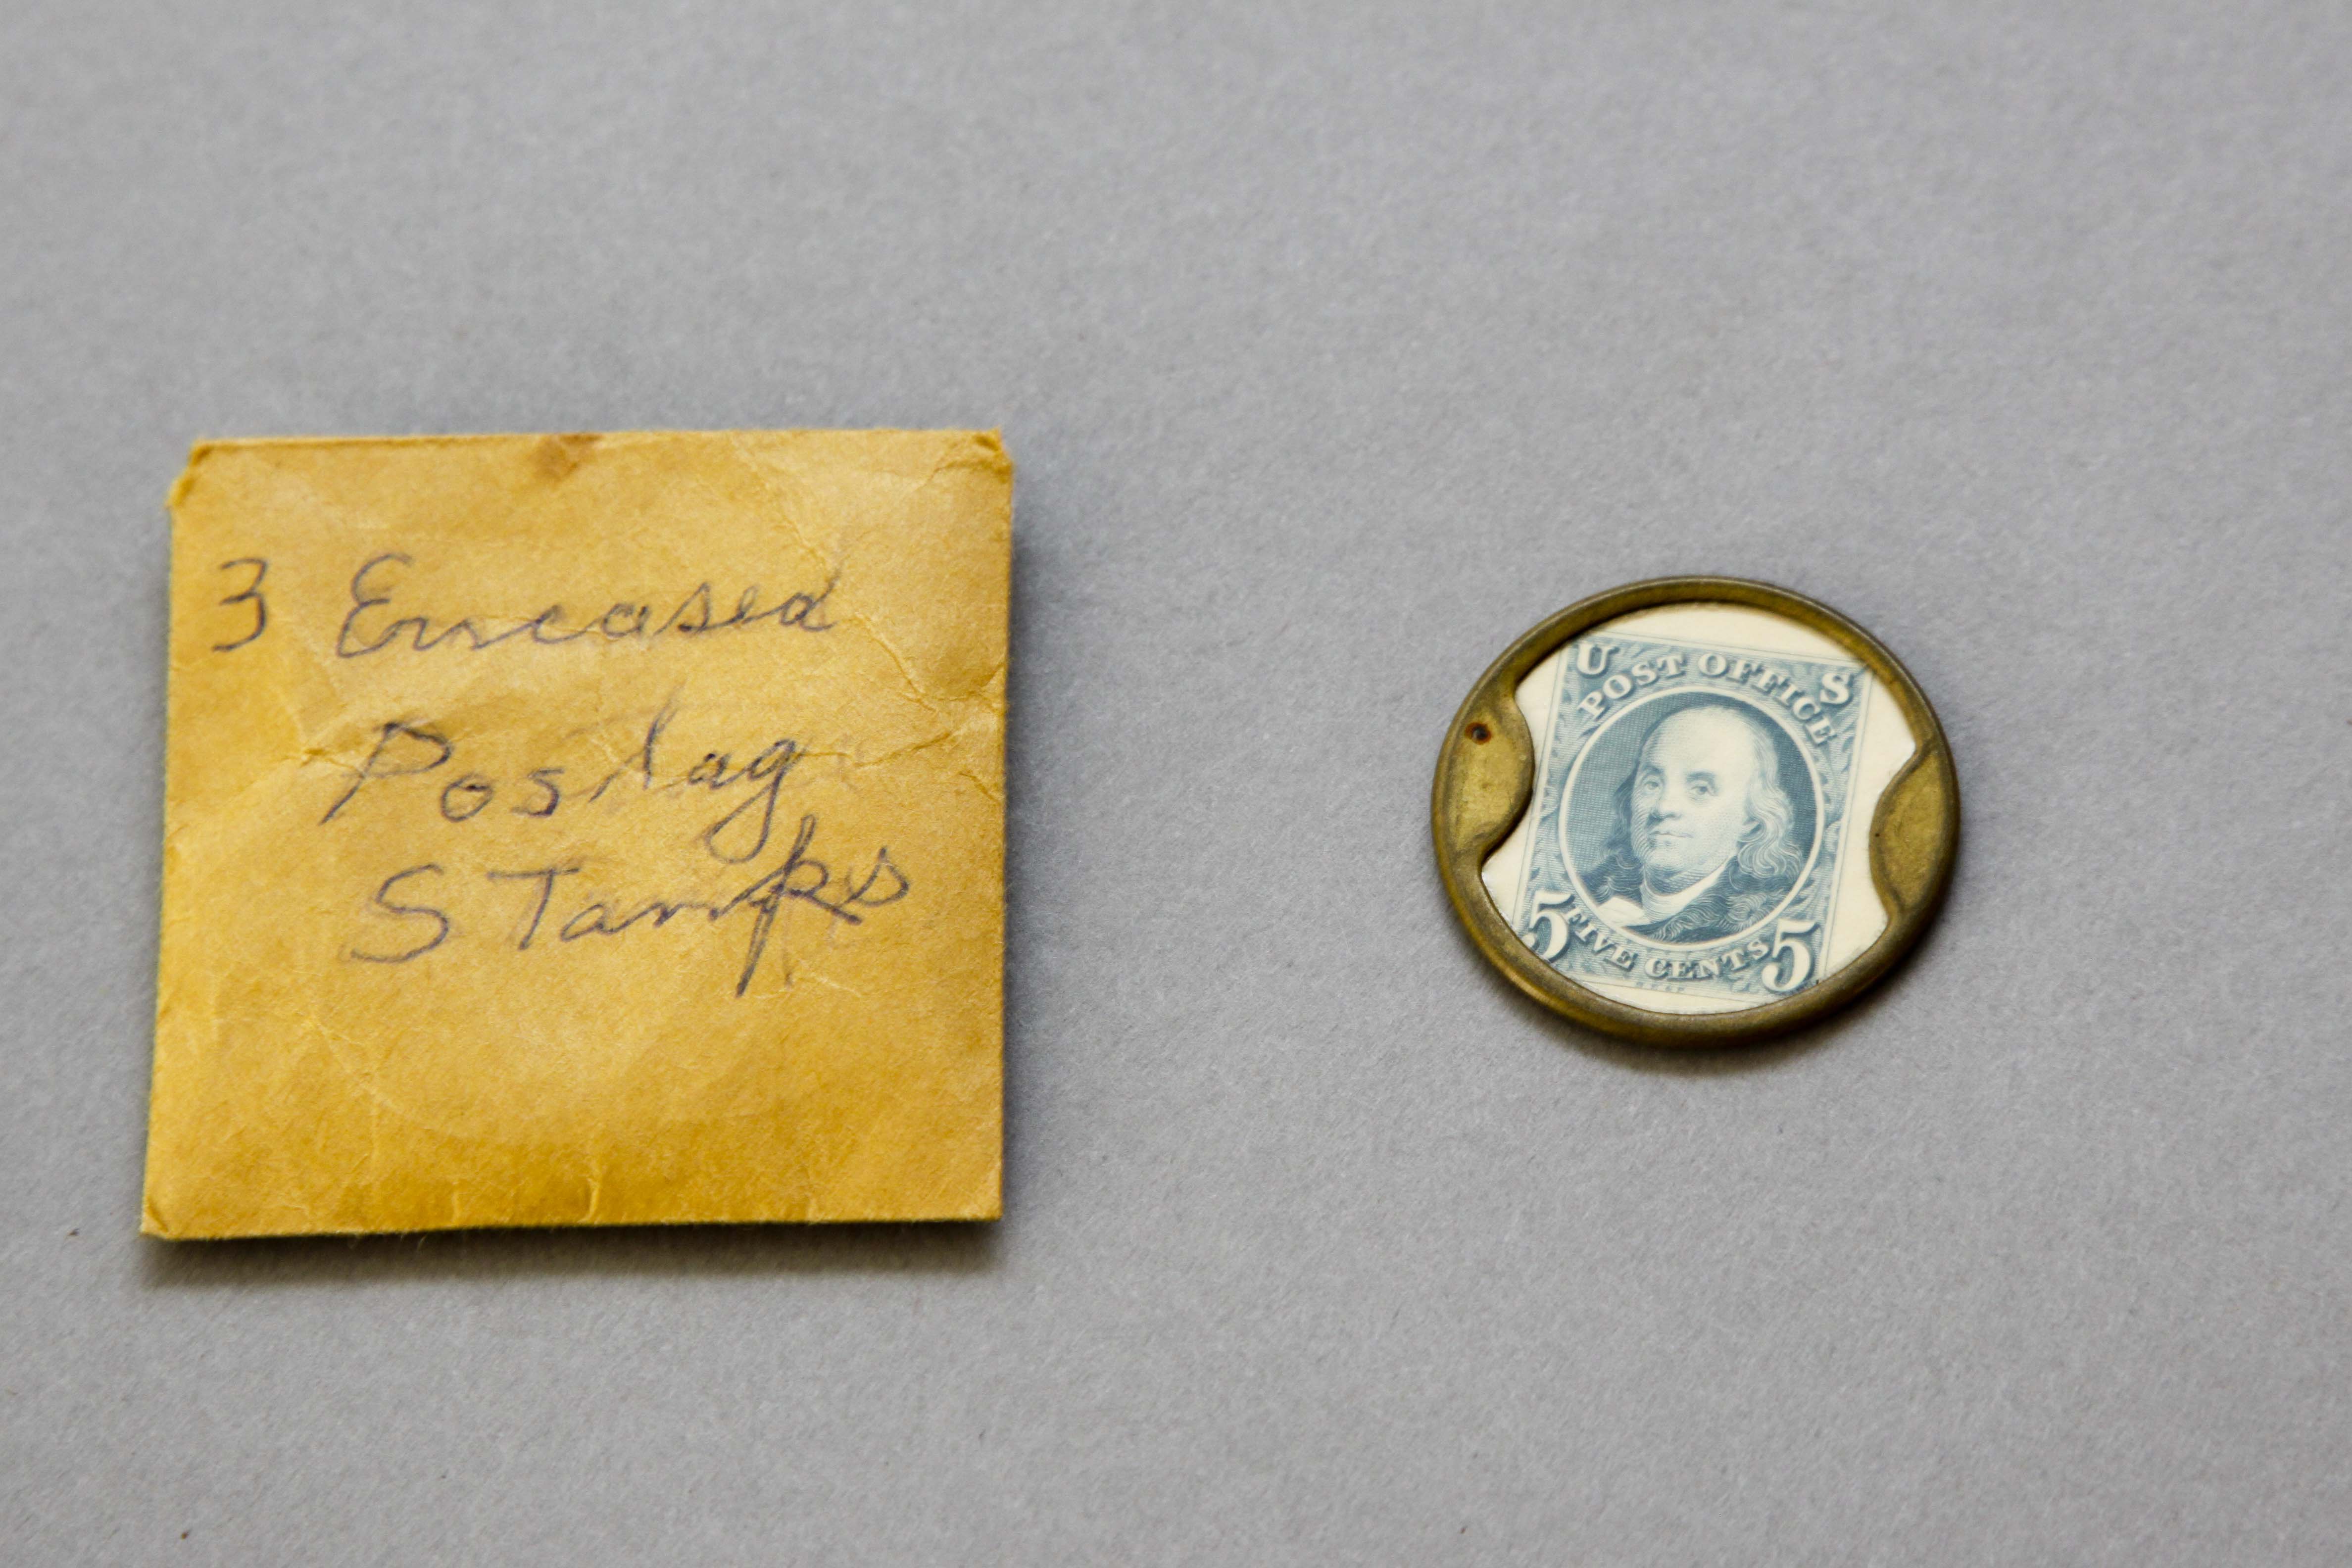 3 Encased
Postag
STamps
U S
POST OFFICE
5 FIVE CENTS 5